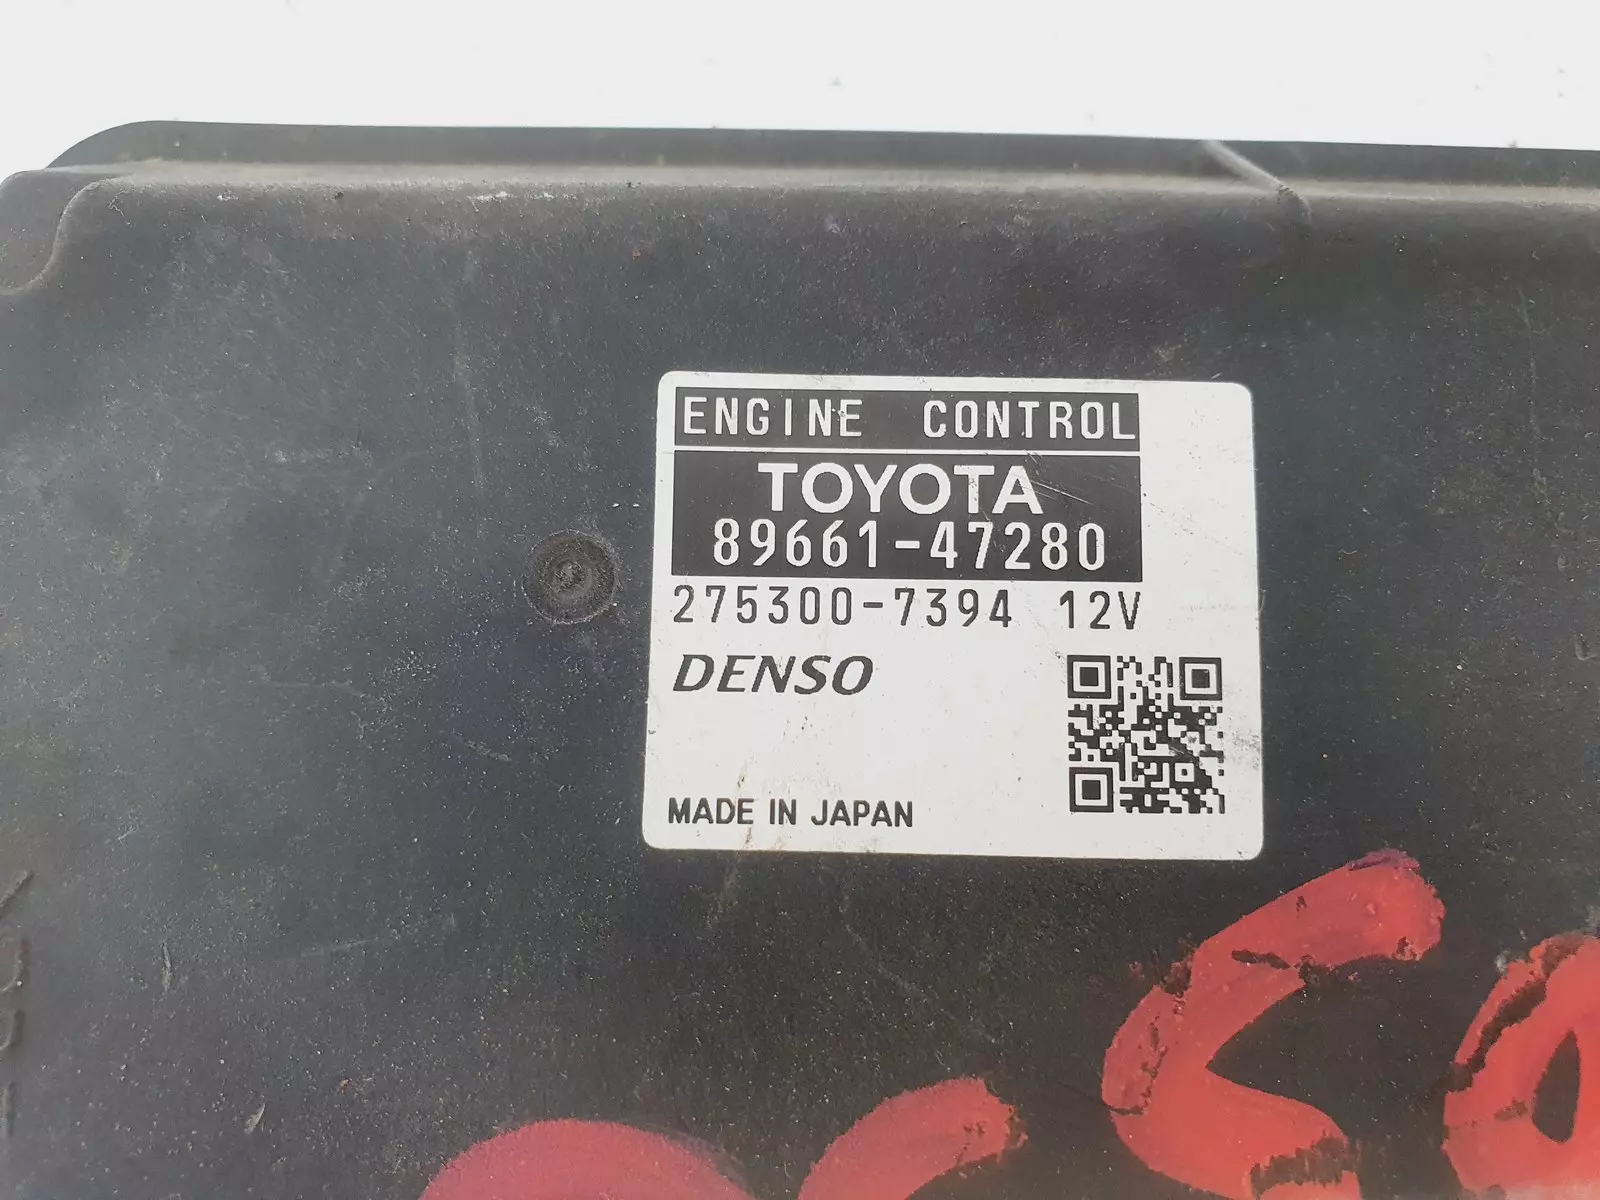 ENGINE CONTROL
TOYOTA
89661-47280
275300-7394 12V
DENSO
MADE IN JAPAN